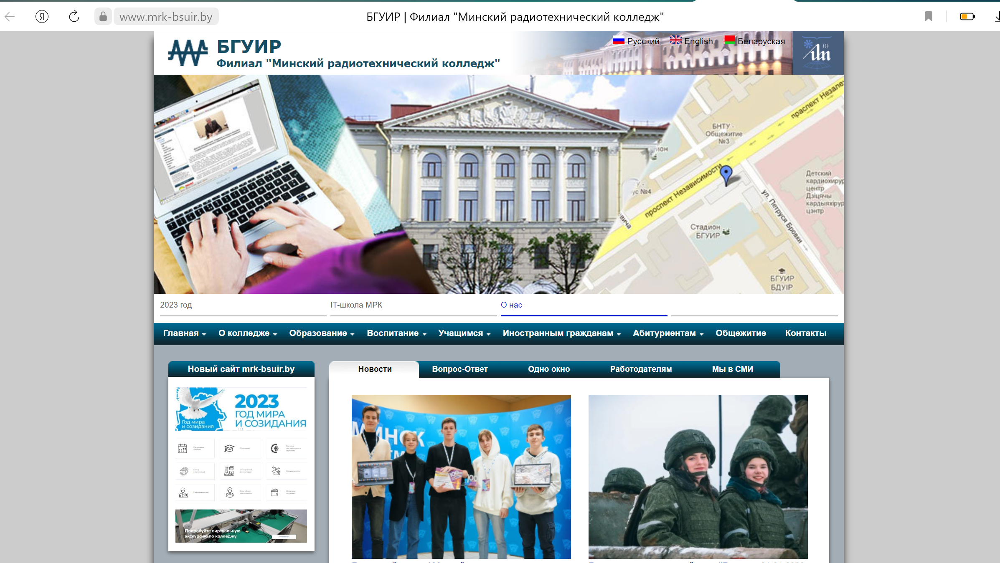 Я
www.mrk-bsuir.by
БГУИР | Филиал "Минский радиотехнический колледж"
БГУИР
Филиал "Минский радиотехнический колледж"
Русский
English
Беларуская
праспект Незале
БНТУ -
Общежитие
№3
ус №4
проспект Независимости
Детский
кардиохирур
центр
Дзіцячы
кардыяхірур
цэнтр
ул. Петруся Бровки
Стадион
БГУИР
БГУИР
БДУІР
2023 год
IT-школа МРК
О нас
Главная
О колледже
Образование
Воспитание
Учащимся
Иностранным гражданам
Абитуриентам
Общежитие
Контакты
Новый сайт mrk-bsuir.by
Новости
Вопрос-Ответ
Одно окно
Работодателям
Мы в СМИ
2023
ГОД МИРА
И СОЗИДАНИЯ
Год мира
и созидания
Попробуйте виртуальную
экскурсию по колледжу
МИНСК